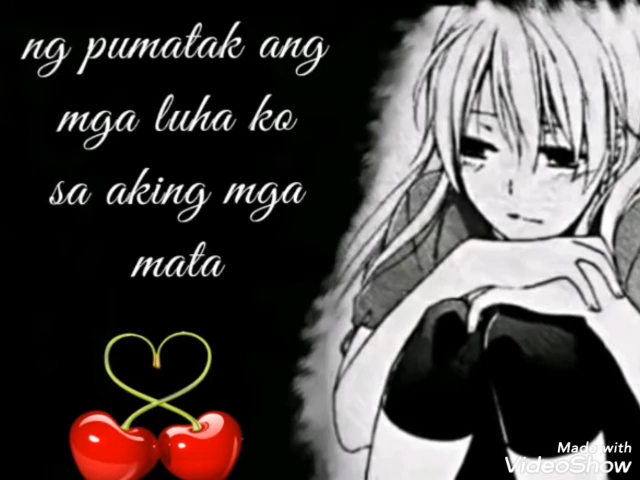 ng pumatak ang
mga luha ko
sa aking mga
mata
Made with
VideoShow